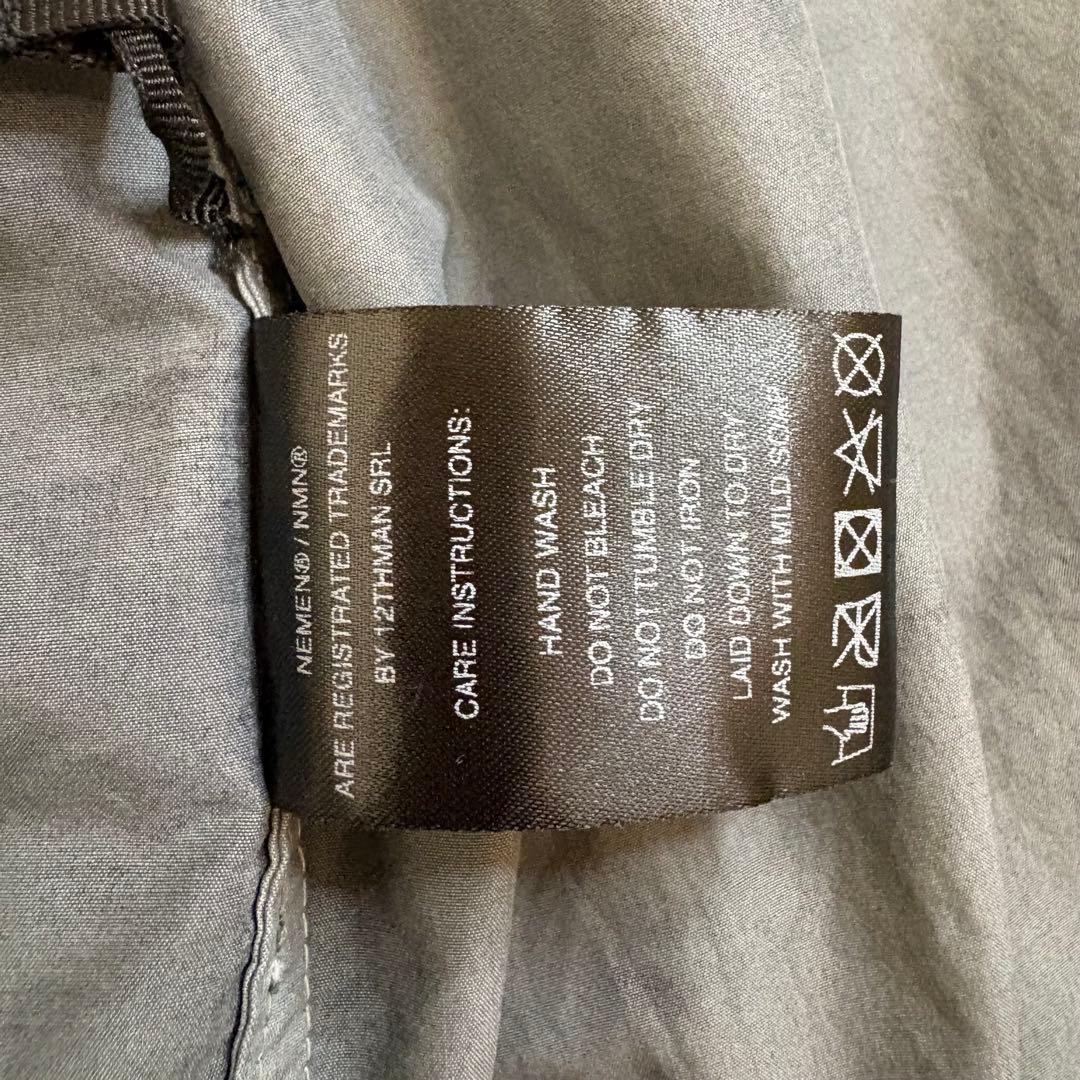 NEMEN® / NMN®
ARE REGISTRATED TRADEMARKS
BY 12THMAN SRL
CARE INSTRUCTIONS:
HAND WASH
DO NOT BLEACH
DO NOT TUMBLE DRY
DO NOT IRON
LAID DOWN TO DRY
WASH WITH MILD SOAP